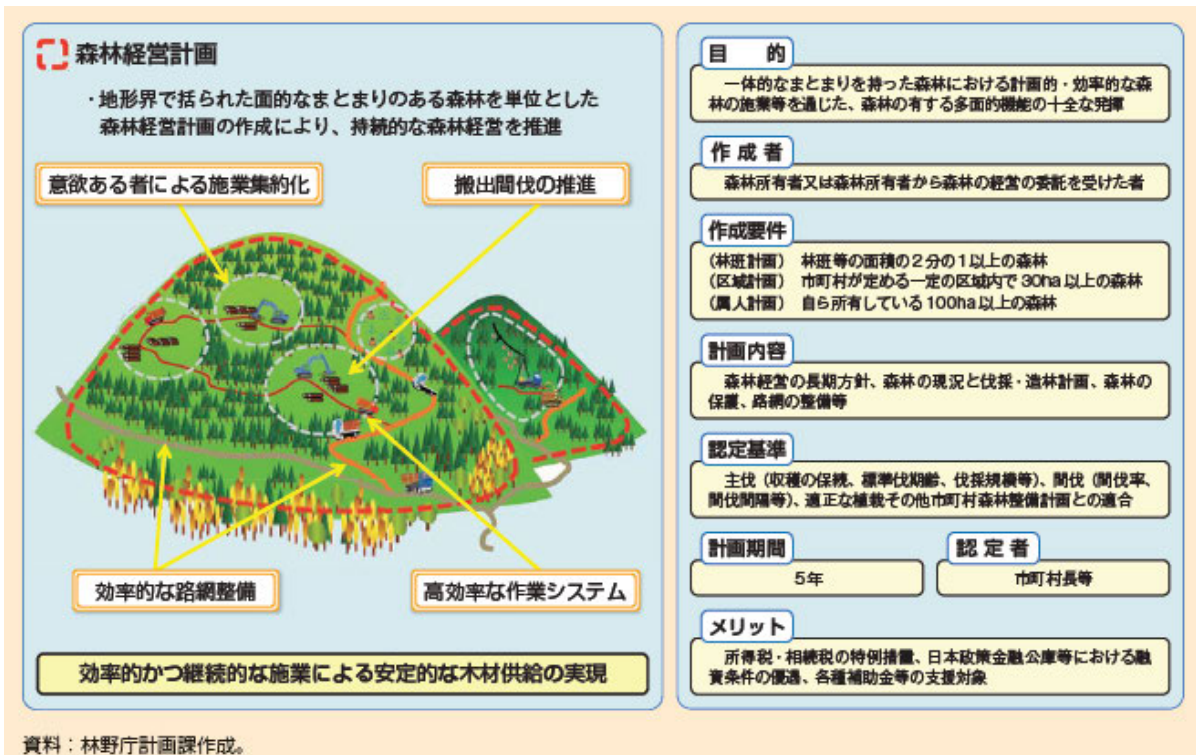 森林経営計画
・地形界で括られた面的なまとまりのある森林を単位とした
森林経営計画の作成により、持続的な森林経営を推進
意欲ある者による施業集約化
搬出間伐の推進
効率的な路網整備
高効率な作業システム
効率的かつ継続的な施業による安定的な木材供給の実現
目 的
一体的なまとまりを持った森林における計画的・効率的な森
林の施業等を通じた、森林の有する多面的機能の十全な発揮
作成者
森林所有者又は森林所有者から森林の経営の委託を受けた者
作成要件
(林班計画) 林班等の面積の2分の1以上の森林
(区域計画) 市町村が定める一定の区域内で30ha以上の森林
(属人計画) 自ら所有している100ha以上の森林
計画内容
森林経営の長期方針、森林の現況と伐採・造林計画、森林の
保護、路網の整備等
認定基準
主伐(収穫の保続、標準伐期齢、伐採規模等)、間伐(間伐率、
間伐間隔等)、適正な植栽その他市町村森林整備計画との適合
計画期間
5年
認定者
市町村長等
メリット
所得税・相続税の特例措置、日本政策金融公庫等における融
資条件の優遇、各種補助金等の支援対象
資料:林野庁計画課作成。